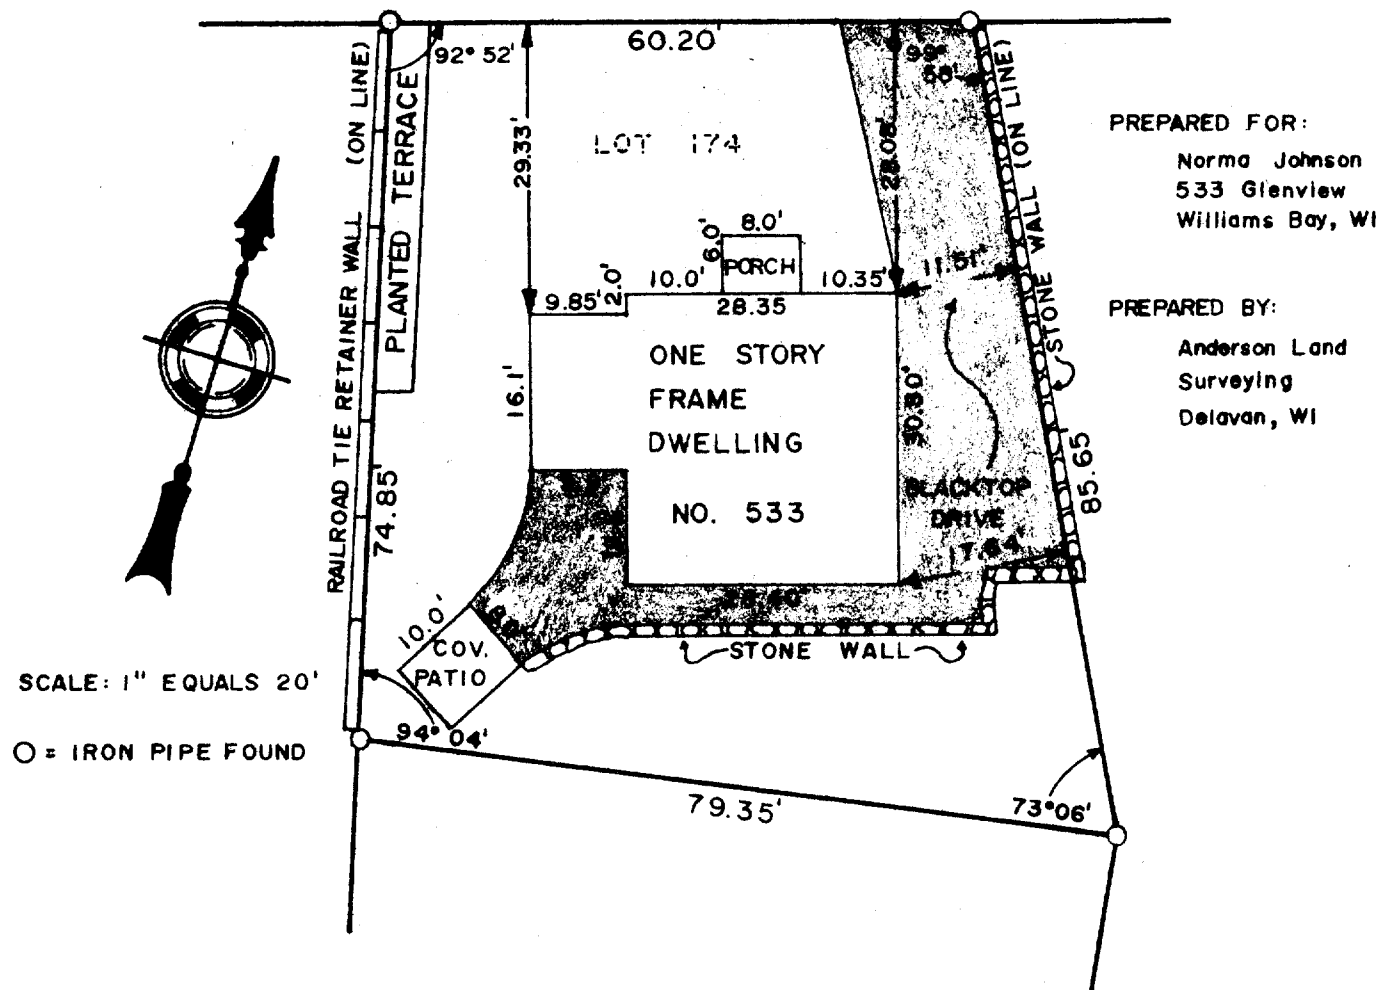 60.20'
92° 52'
99°
58'
RAILROAD TIE RETAINER WALL (ON LINE)
PLANTED TERRACE
29.33'
LOT 174
28.08'
STONE WALL (ON LINE)
PREPARED FOR:
Norma Johnson
533 Glenview
Williams Bay, WI
8.0'
6.0'
PORCH
11.51'
9.85'
2.0'
10.0'
10.35'
28.35
PREPARED BY:
Anderson Land
Surveying
Delavan, WI
ONE STORY
FRAME
DWELLING
NO. 533
16.1'
30.80'
74.85'
85.65'
BLACKTOP
DRIVE
17.64'
10.0'
COV.
PATIO
STONE WALL
SCALE: 1" EQUALS 20'
94° 04'
O = IRON PIPE FOUND
79.35'
73°06'